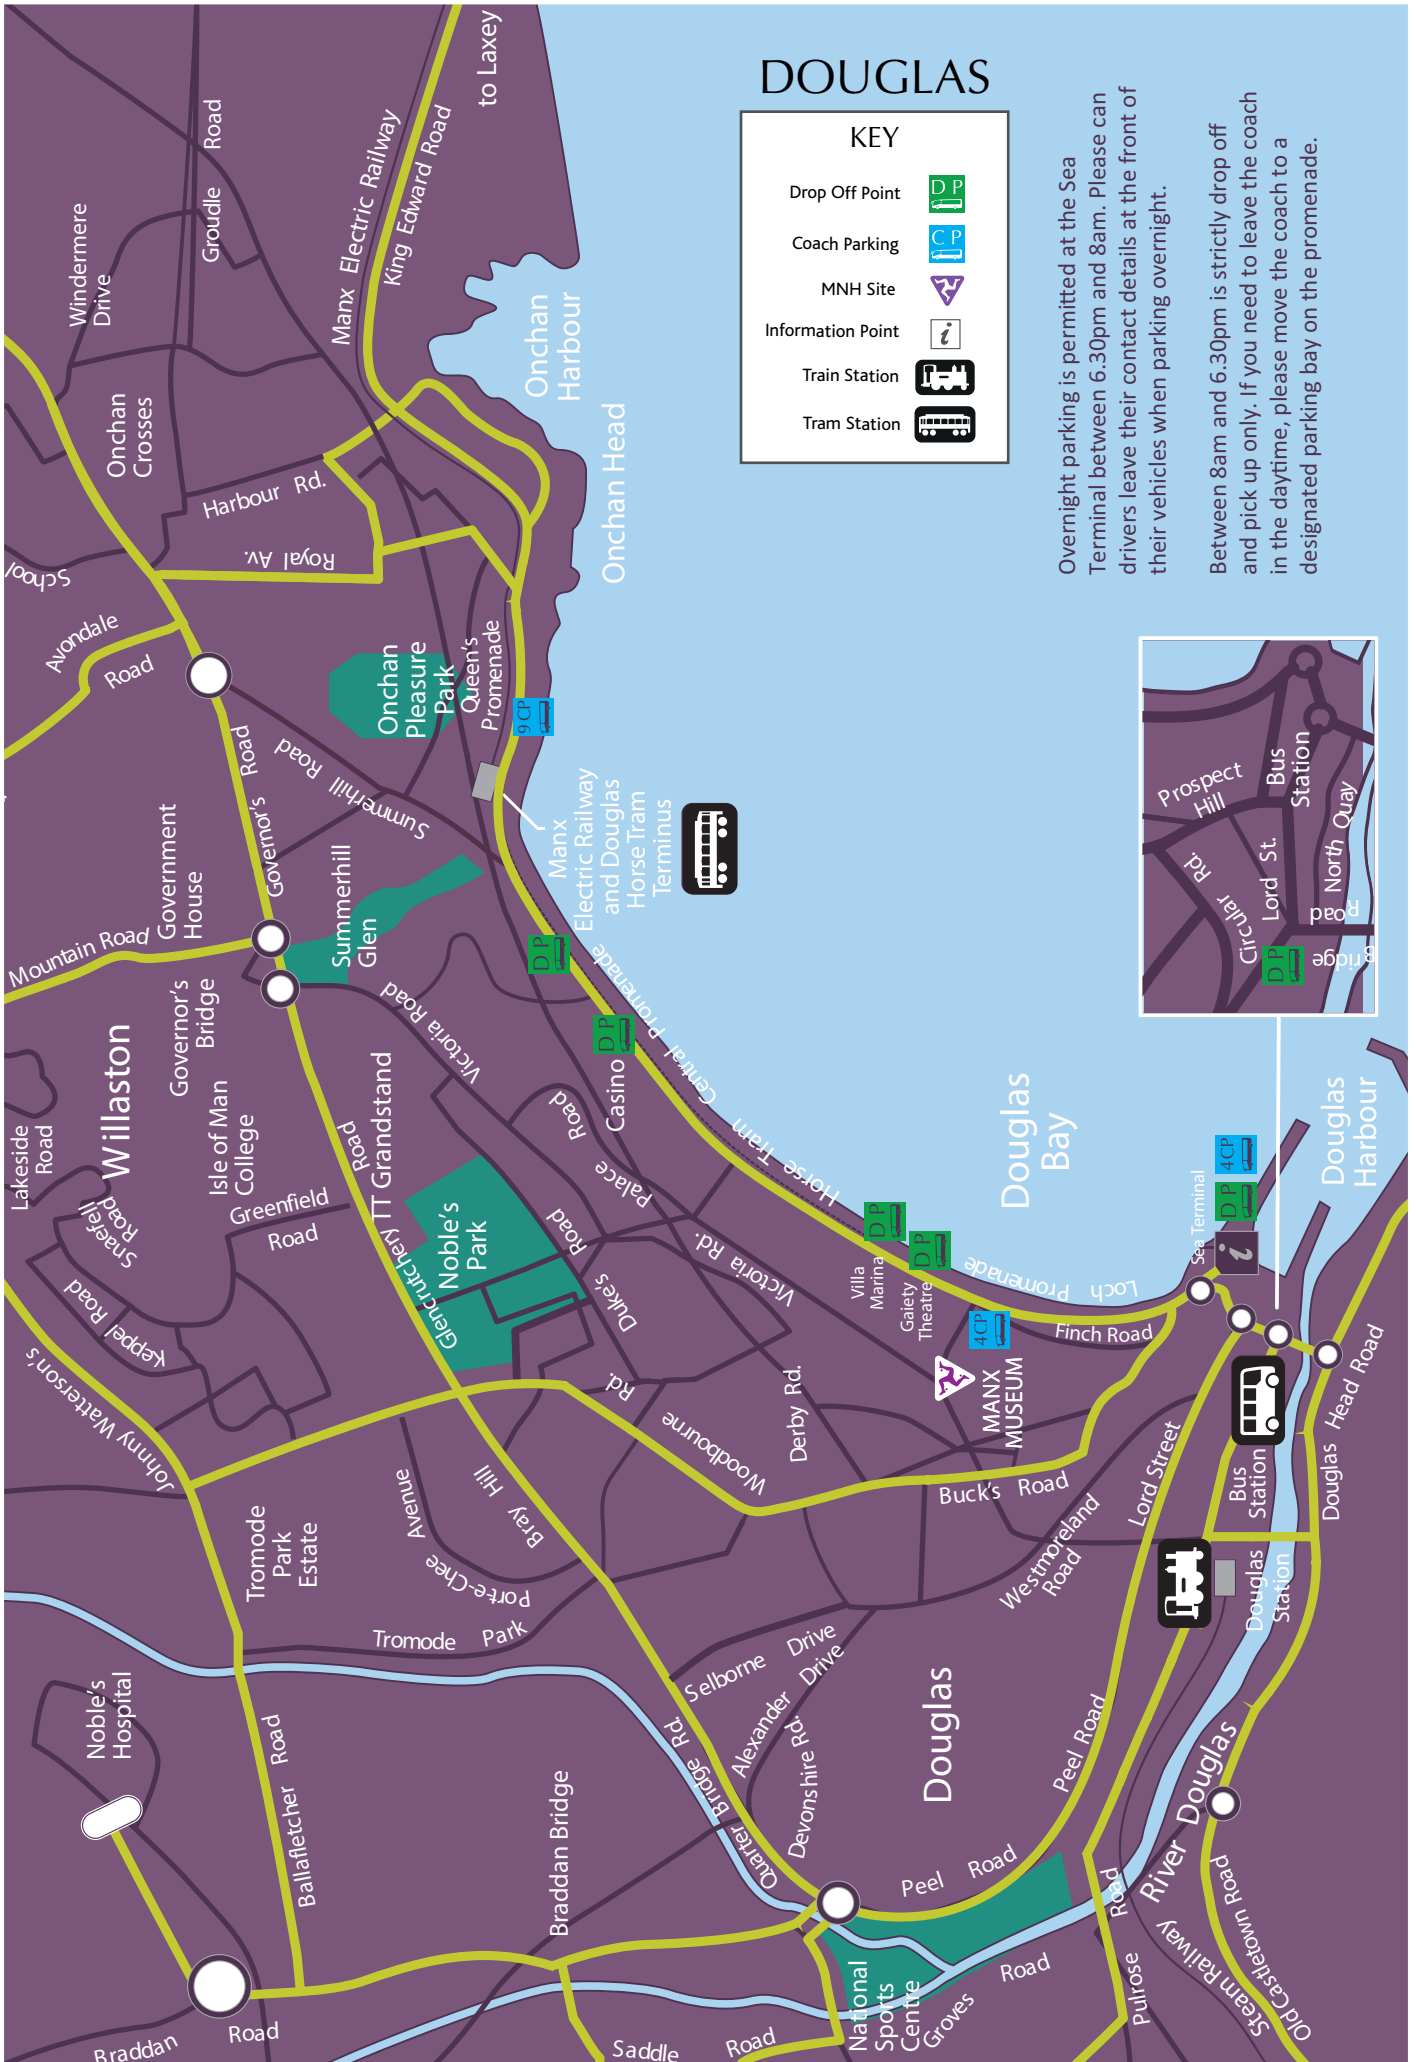 DOUGLAS
KEY
Drop Off Point
D P
Coach Parking
C P
MNH Site
Information Point
i
Train Station
Tram Station
Overnight parking is permitted at the Sea
Terminal between 6.30pm and 8am. Please can
drivers leave their contact details at the front of
their vehicles when parking overnight.
Between 8am and 6.30pm is strictly drop off
and pick up only. If you need to leave the coach
in the daytime, please move the coach to a
designated parking bay on the promenade.
to Laxey
Manx Electric Railway
King Edward Road
Groudle Road
Windermere
Drive
Onchan
Harbour
Onchan Head
Onchan
Crosses
Harbour Rd.
Royal Av.
School
Avondale
Road
Onchan
Pleasure
Park
Queen's
Promenade
9 CP
Governor's Road
Summerhill Road
Manx
Electric Railway
and Douglas
Horse Tram
Terminus
Government
House
Summerhill
Glen
Mountain Road
Governor's
Bridge
Willaston
Isle of Man
College
Lakeside
Road
Snaefell
Road
Keppel Road
Greenfield
Road
Victoria Road
TT Grandstand
Glencrutchery Road
Noble's
Park
D P
D P
Casino
Central Promenade
Horse Tram
Palace Road
Duke's Road
Victoria Rd.
Douglas
Bay
D P
Villa
Marina
D P
Gaiety
Theatre
Loch Promenade
4CP
Finch Road
MANX
MUSEUM
Sea Terminal
i
D P
4CP
Douglas
Harbour
Prospect
Hill
Bus
Station
Circular Rd.
Lord St.
North Quay
Bridge Road
D P
Johnny Watterson's
Tromode
Park
Estate
Porte-Chee Avenue
Bray Hill
Woodbourne Rd.
Derby Rd.
Buck's Road
Westmoreland
Road
Lord Street
Bus
Station
Douglas
Station
Douglas Head Road
Tromode Park
Noble's
Hospital
Ballafletcher Road
Selborne Drive
Alexander Drive
Devonshire Rd.
Quarter Bridge Rd.
Douglas
Peel Road
Peel Road
River Douglas
Braddan Bridge
Braddan Road
Saddle Road
National
Sports
Centre
Groves Road
Pulrose Road
Steam Railway
Old Castletown Road